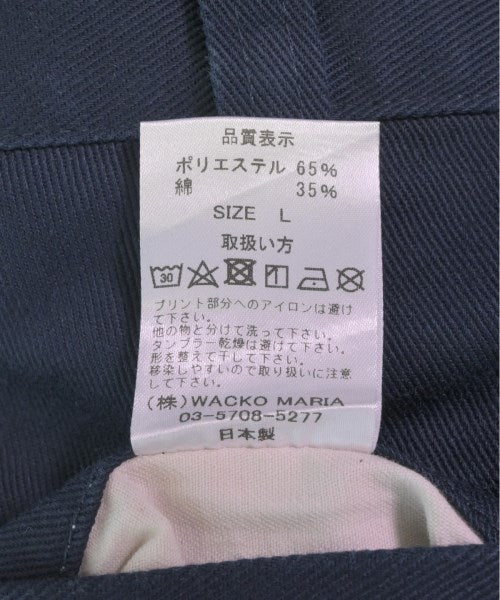 品質表示
ポリエステル 65%
綿 35%
SIZE L
取扱い方
30
プリント部分へのアイロンは避け
て下さい。
他の物と分けて洗って下さい。
タンブラー乾燥は避けて下さい。
形を整えて干して下さい。
移染しやすいので取り扱いに注意
して下さい。
(株)WACKO MARIA
03-5708-5277
日本製